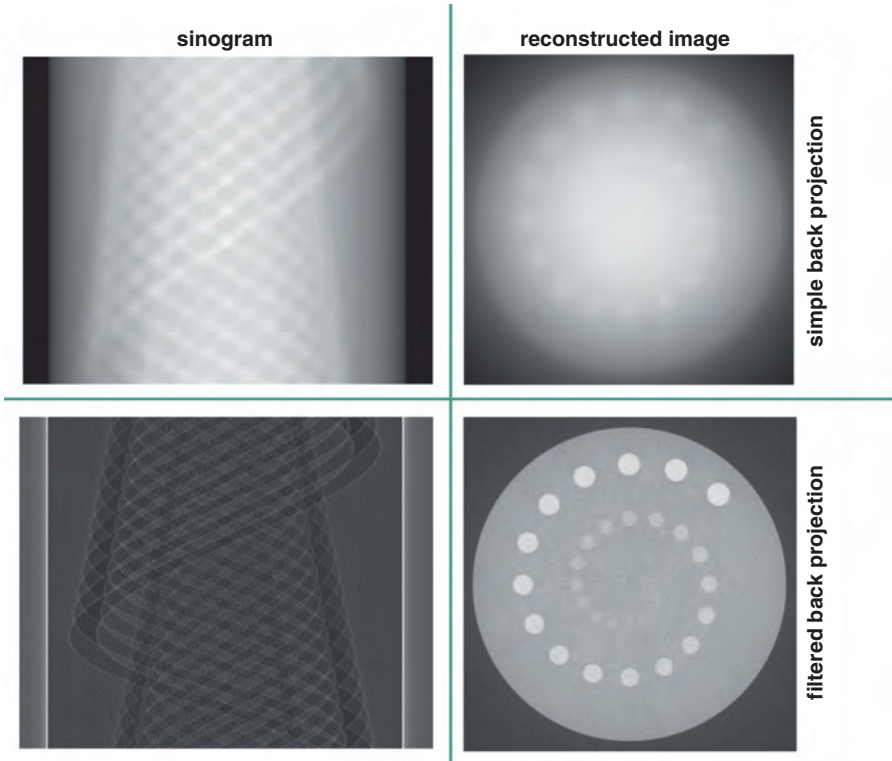 sinogram
reconstructed image
simple back projection
filtered back projection